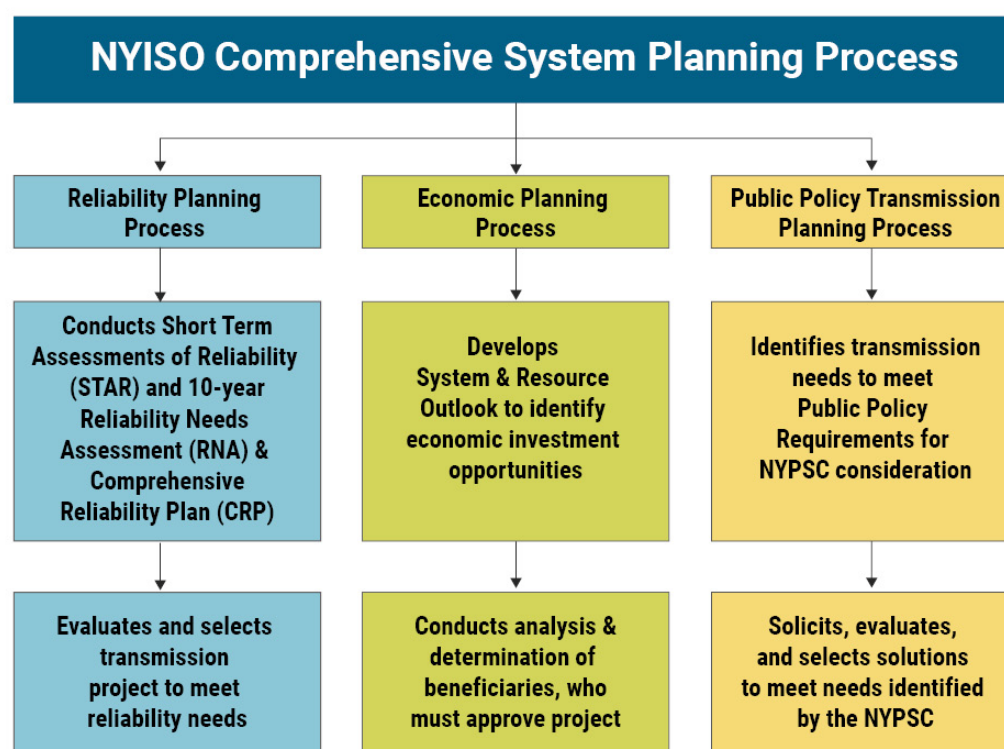 NYISO Comprehensive System Planning Process
Reliability Planning
Process
Economic Planning
Process
Public Policy Transmission
Planning Process
Conducts Short Term
Assessments of Reliability
(STAR) and 10-year
Reliability Needs
Assessment (RNA) &
Comprehensive
Reliability Plan (CRP)
Develops
System & Resource
Outlook to identify
economic investment
opportunities
Identifies transmission
needs to meet
Public Policy
Requirements for
NYPSC consideration
Evaluates and selects
transmission
project to meet
reliability needs
Conducts analysis &
determination of
beneficiaries, who
must approve project
Solicits, evaluates,
and selects solutions
to meet needs identified
by the NYPSC